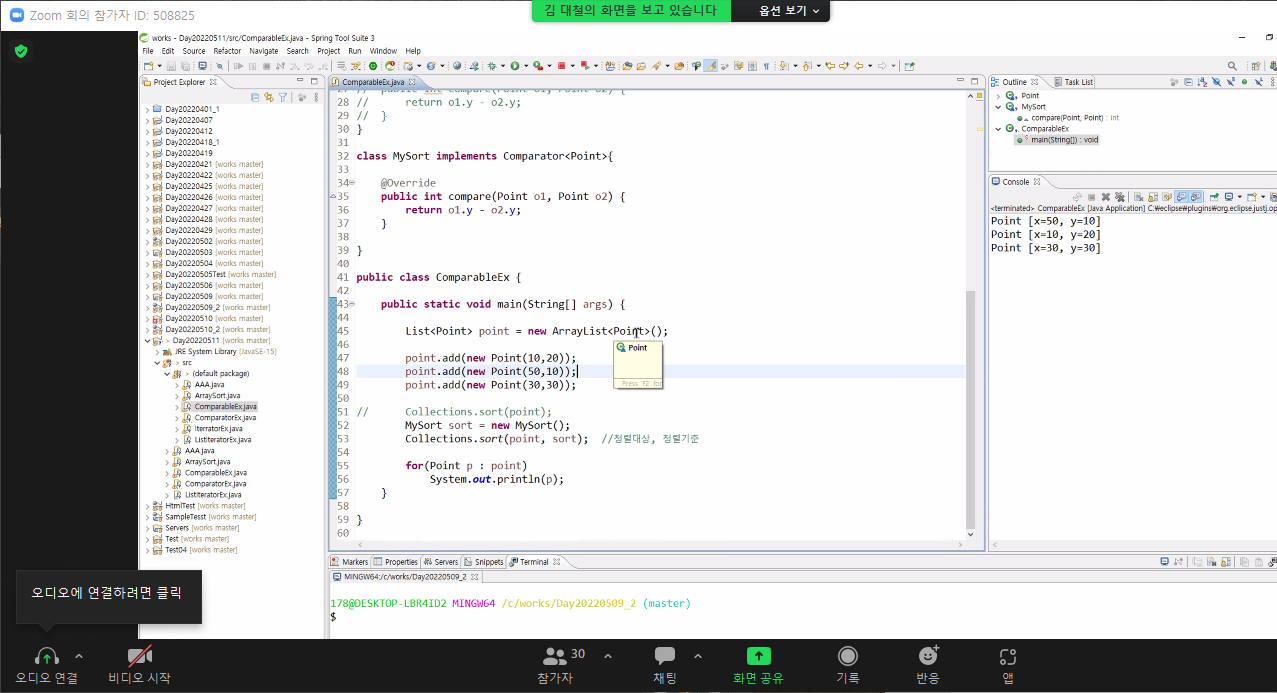 Zoom 회의 참가자 ID: 508825
김 대철의 화면을 보고 있습니다
옵션 보기
works - Day20220511/src/ComparableEx.java - Spring Tool Suite 3
File Edit Source Refactor Navigate Search Project Run Window Help
Project Explorer
Day20220401_1
Day20220407
Day20220412
Day20220418_1
Day20220419
Day20220421 [works master]
Day20220422 [works master]
Day20220425 [works master]
Day20220426 [works master]
Day20220427 [works master]
Day20220428 [works master]
Day20220429 [works master]
Day20220502 [works master]
Day20220503 [works master]
Day20220504 [works master]
Day20220505Test [works master]
Day20220506 [works master]
Day20220509 [works master]
Day20220509_2 [works master]
Day20220510 [works master]
Day20220510_2 [works master]
> Day20220511 [works master]
JRE System Library [JavaSE-15]
> src
> (default package)
AAA.java
ArraySort.java
ComparableEx.java
ComparatorEx.java
IterratorEx.java
ListIteratorEx.java
AAA.java
ArraySort.java
ComparableEx.java
ComparatorEx.java
ListIteratorEx.java
HtmlTest [works master]
SampleTesst [works master]
Servers [works master]
Test [works master]
Test04 [works master]
ComparableEx.java
27 // public int compare(Point o1, Point o2) {
28 // return o1.y - o2.y;
29 // }
30 }
31
32 class MySort implements Comparator<Point>{
33
34 @Override
35 public int compare(Point o1, Point o2) {
36 return o1.y - o2.y;
37 }
38
39 }
40
41 public class ComparableEx {
42
43 public static void main(String[] args) {
44
45 List<Point> point = new ArrayList<Point>();
46
47 point.add(new Point(10,20));
48 point.add(new Point(50,10));
49 point.add(new Point(30,30));
50
51 // Collections.sort(point);
52 MySort sort = new MySort();
53 Collections.sort(point, sort); //정렬대상, 정렬기준
54
55 for(Point p : point)
56 System.out.println(p);
57 }
58
59 }
60
Point
Press 'F2' for
Outline Task List
Point
MySort
compare(Point, Point) : int
ComparableEx
main(String[]) : void
Console
<terminated> ComparableEx [Java Application] C:₩eclipse₩plugins₩org.eclipse.justj.op
Point [x=50, y=10]
Point [x=10, y=20]
Point [x=30, y=30]
Markers Properties Servers Snippets Terminal
MINGW64:/c/works/Day20220509_2
178@DESKTOP-LBR4ID2 MINGW64 /c/works/Day20220509_2 (master)
$
오디오에 연결하려면 클릭
오디오 연결
비디오 시작
30
참가자
채팅
화면 공유
기록
반응
앱